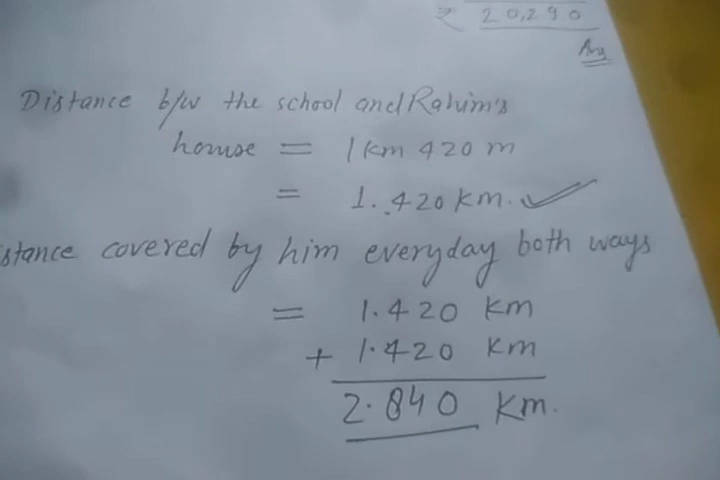 ₹ 20,290
Ans
Distance b/w the school and Rahim's
house = 1 km 420 m
= 1.420 km.
stance covered by him everyday both ways
= 1.420 km
+ 1.420 km
2.840 km.